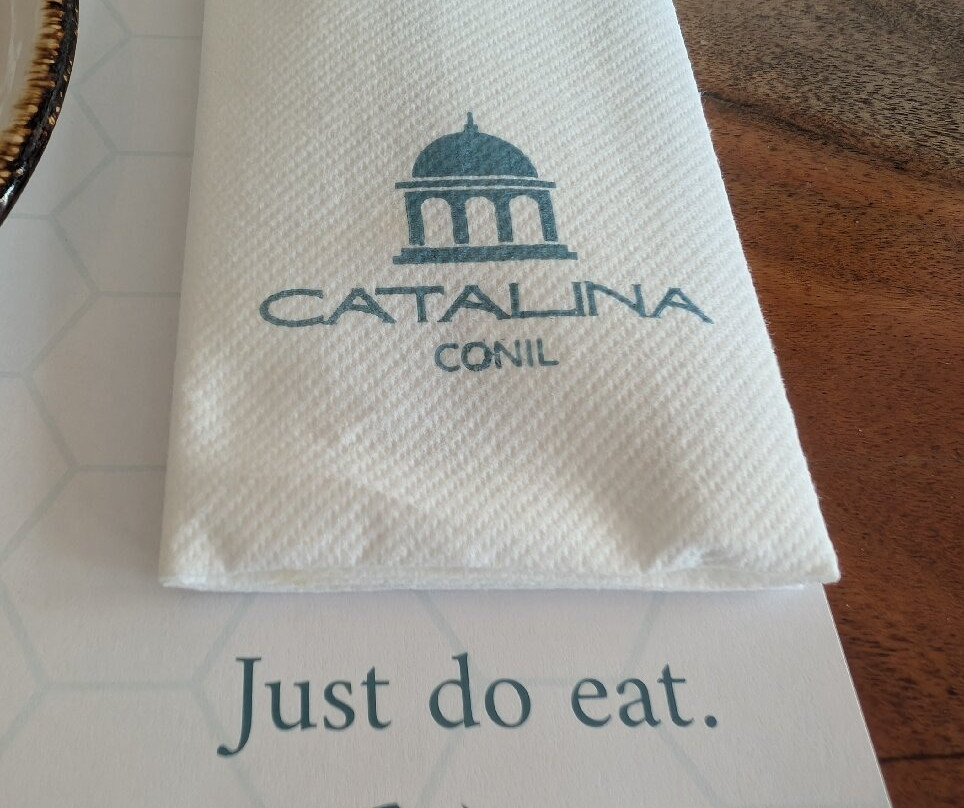 CATALINA
CONIL
Just do eat.